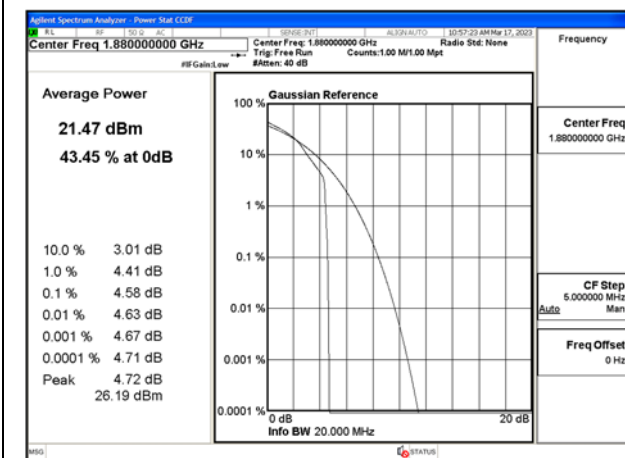 Agilent Spectrum Analyzer - Power Stat CCDF
RL RF 50 Ω AC SENSE:INT ALIGN AUTO 10:57:23 AM Mar 17, 2023
Center Freq 1.880000000 GHz
Center Freq: 1.880000000 GHz Radio Std: None
Trig: Free Run Counts:1.00 M/1.00 Mpt
#IFGain:Low #Atten: 40 dB
Frequency
Average Power
21.47 dBm
43.45 % at 0dB
10.0 % 3.01 dB
1.0 % 4.41 dB
0.1 % 4.58 dB
0.01 % 4.63 dB
0.001 % 4.67 dB
0.0001 % 4.71 dB
Peak 4.72 dB
26.19 dBm
Gaussian Reference
100 %
10 %
1 %
0.1 %
0.01 %
0.001 %
0.0001 %
0 dB 20 dB
Info BW 20.000 MHz
Center Freq
1.880000000 GHz
CF Step
5.000000 MHz
Auto Man
Freq Offset
0 Hz
MSG STATUS